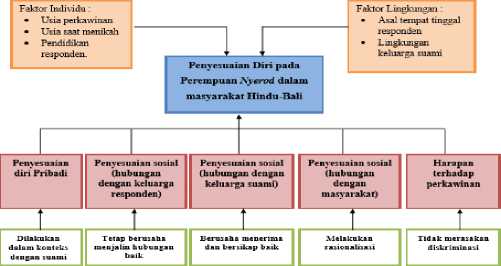 Faktor Individu :
• Usia perkawinan
• Usia saat menikah
• Pendidikan
responden.
Faktor Lingkungan :
• Asal tempat tinggal
responden
• Lingkungan
keluarga suami
Penyesuaian Diri pada
Perempuan Nyerod dalam
masyarakat Hindu-Bali
Penyesuaian
diri Pribadi
Penyesuaian sosial
(hubungan
dengan keluarga
responden)
Penyesuaian sosial
(hubungan dengan
keluarga suami)
Penyesuaian sosial
(hubungan
dengan
masyarakat)
Harapan
terhadap
perkawinan
Dilakukan
dalam konteks
dengan suami
Tetap berusaha
menjalin hubungan
baik
Berusaha menerima
dan bersikap baik
Melakukan
rasionalisasi
Tidak merasakan
diskriminasi